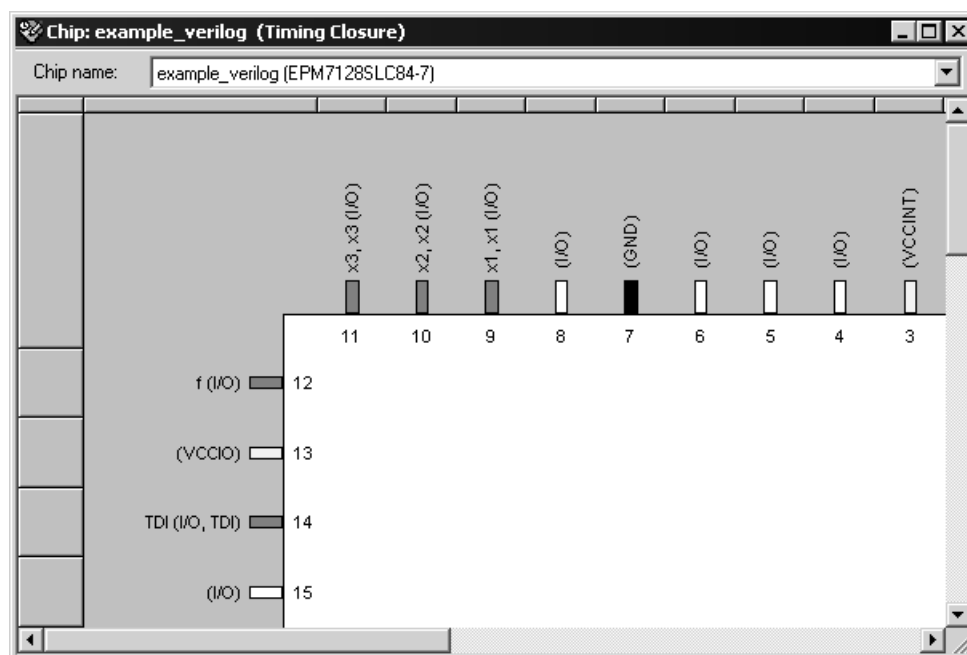 Chip: example_verilog (Timing Closure)
Chip name: example_verilog (EPM7128SLC84-7)
x3, x3 (I/O)
x2, x2 (I/O)
x1, x1 (I/O)
(I/O)
(GND)
(I/O)
(I/O)
(I/O)
(VCCINT)
11 10 9 8 7 6 5 4 3
f (I/O) 12
(VCCIO) 13
TDI (I/O, TDI) 14
(I/O) 15